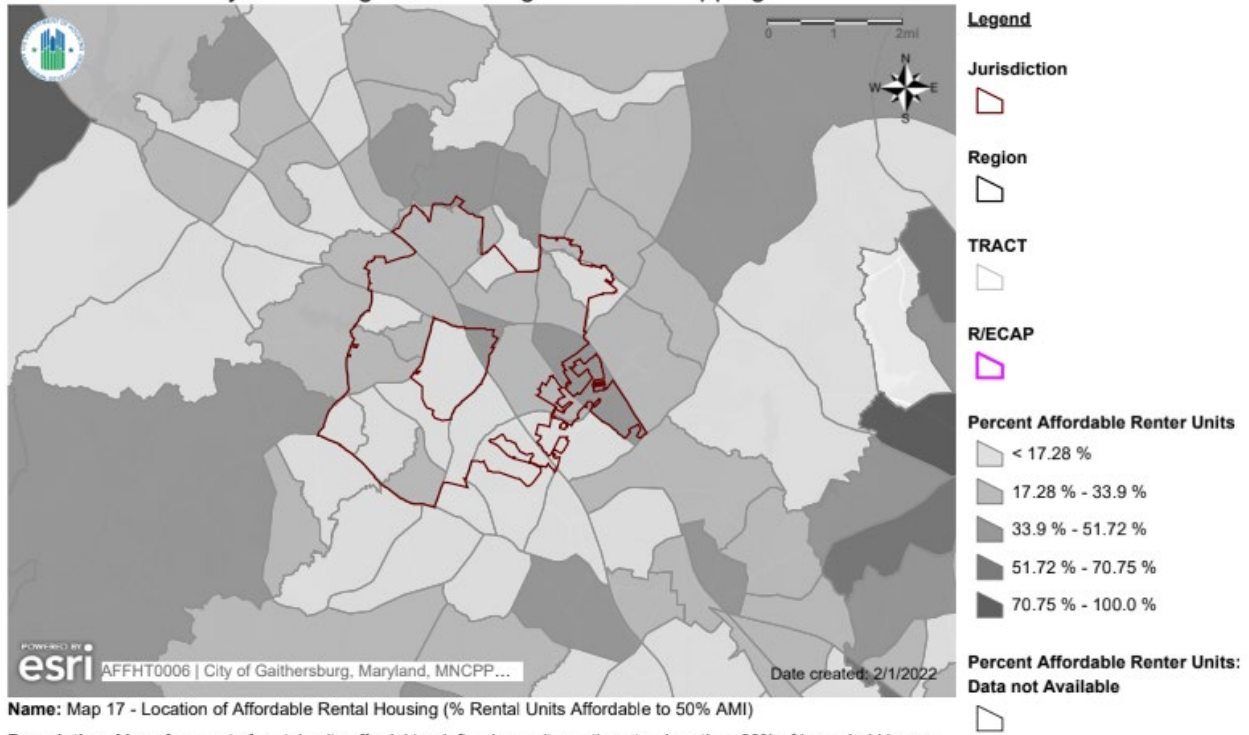 0 1 2mi
N
W E
S
POWERED BY
esri
AFFHT0006 | City of Gaithersburg, Maryland, MNCPP...
Date created: 2/1/2022
Legend
Jurisdiction
Region
TRACT
R/ECAP
Percent Affordable Renter Units
< 17.28 %
17.28 % - 33.9 %
33.9 % - 51.72 %
51.72 % - 70.75 %
70.75 % - 100.0 %
Percent Affordable Renter Units:
Data not Available
Name: Map 17 - Location of Affordable Rental Housing (% Rental Units Affordable to 50% AMI)